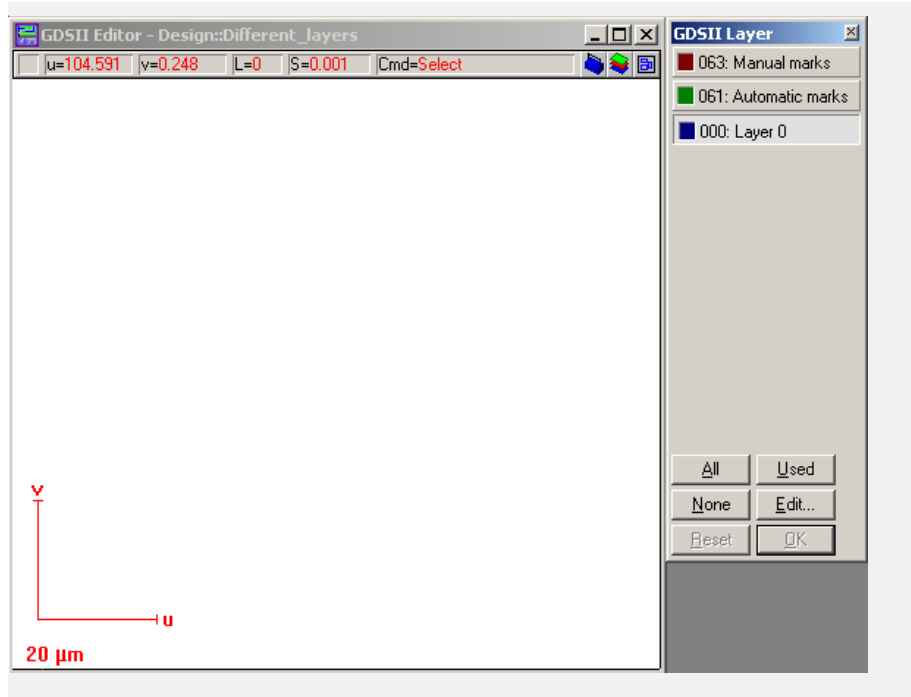 GDSII Editor - Design::Different_layers
u=104.591 v=0.248 L=0 S=0.001 Cmd=Select
v
u
20 µm
GDSII Layer
063: Manual marks
061: Automatic marks
000: Layer 0
All Used
None Edit...
Reset OK